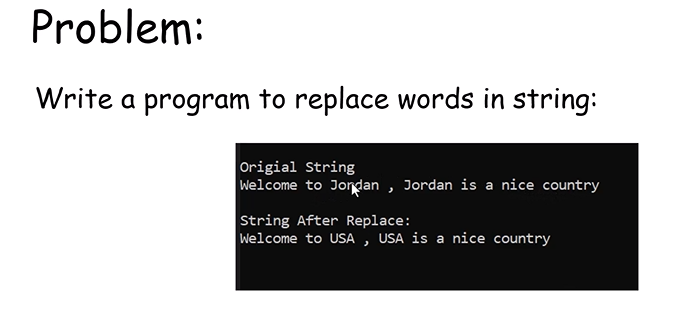 Problem:
Write a program to replace words in string:
Origial String
Welcome to Jordan , Jordan is a nice country
String After Replace:
Welcome to USA , USA is a nice country